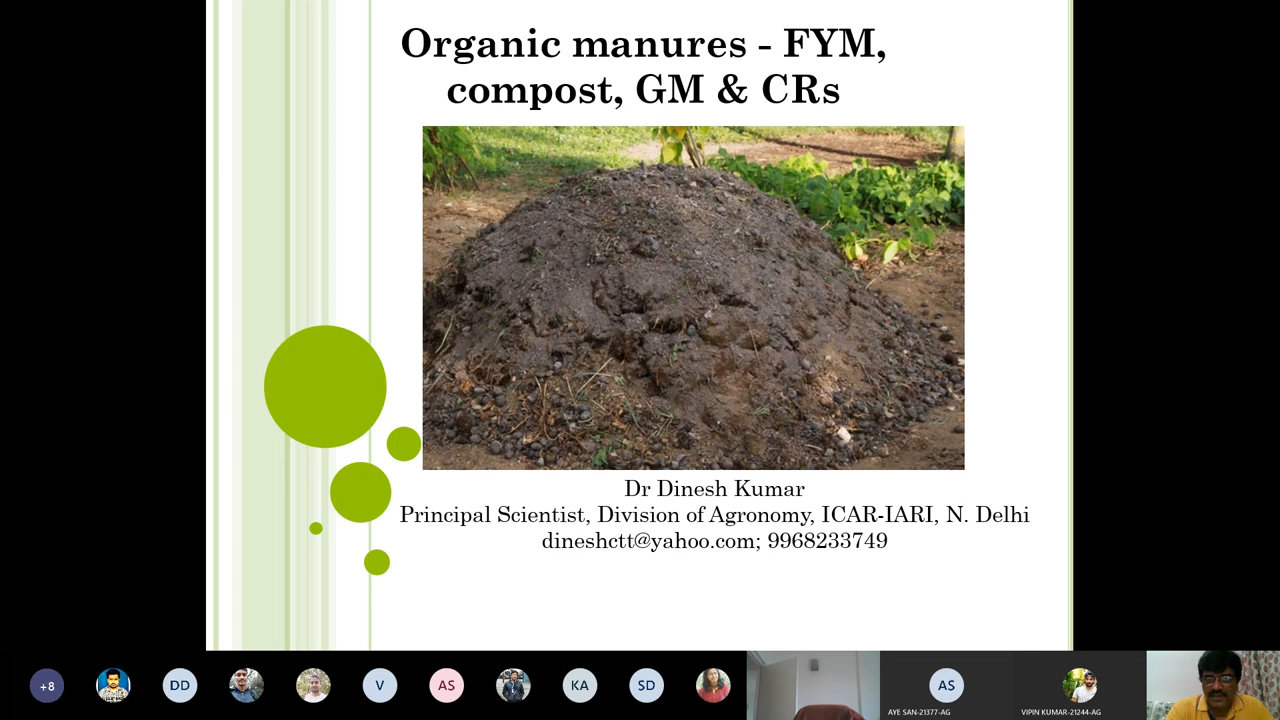 Organic manures - FYM,
compost, GM & CRs
Dr Dinesh Kumar
Principal Scientist, Division of Agronomy, ICAR-IARI, N. Delhi
dineshctt@yahoo.com; 9968233749
+8
DD
V
AS
KA
SD
AS
AYE SAN-21377-AG
VIPIN KUMAR-21244-AG